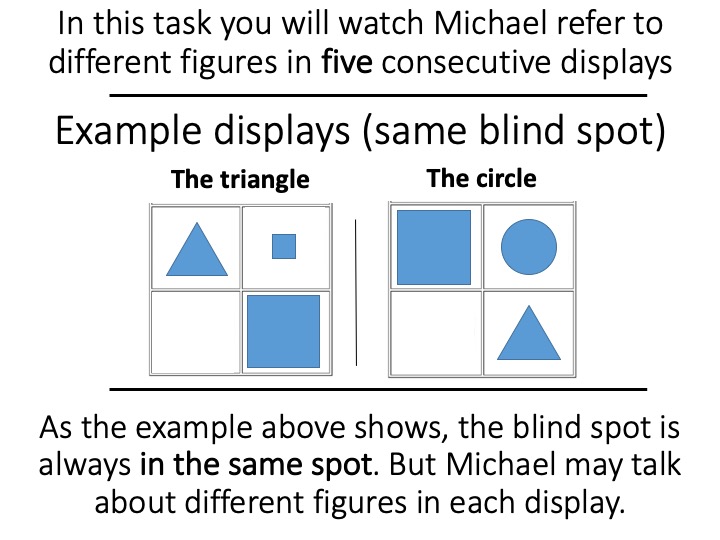 In this task you will watch Michael refer to
different figures in five consecutive displays
Example displays (same blind spot)
The triangle
The circle
As the example above shows, the blind spot is
always in the same spot. But Michael may talk
about different figures in each display.